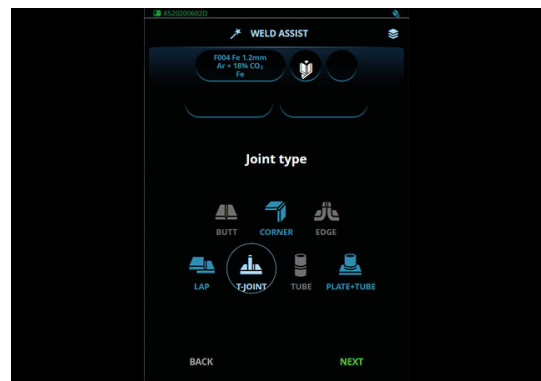 X520200602D
WELD ASSIST
F004 Fe 1.2mm
Ar + 18% CO₂
Fe
Joint type
BUTT CORNER EDGE
LAP T-JOINT TUBE PLATE+TUBE
BACK NEXT